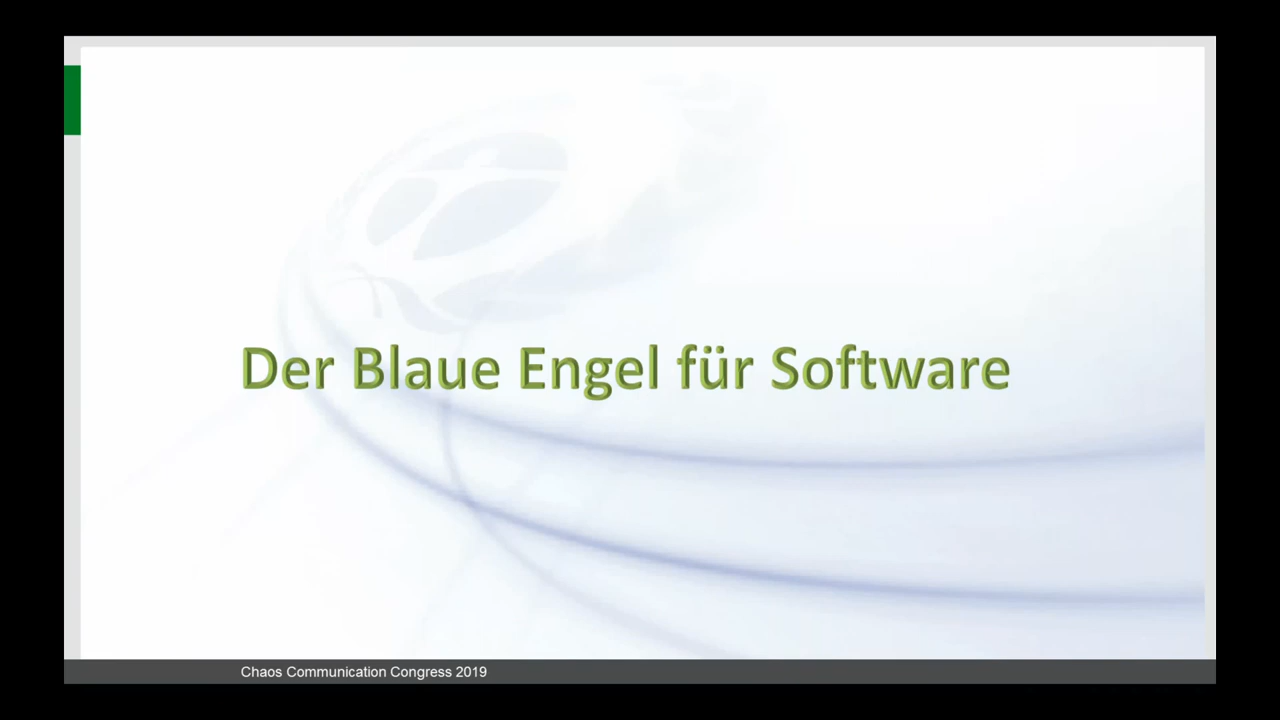 Der Blaue Engel für Software
Chaos Communication Congress 2019